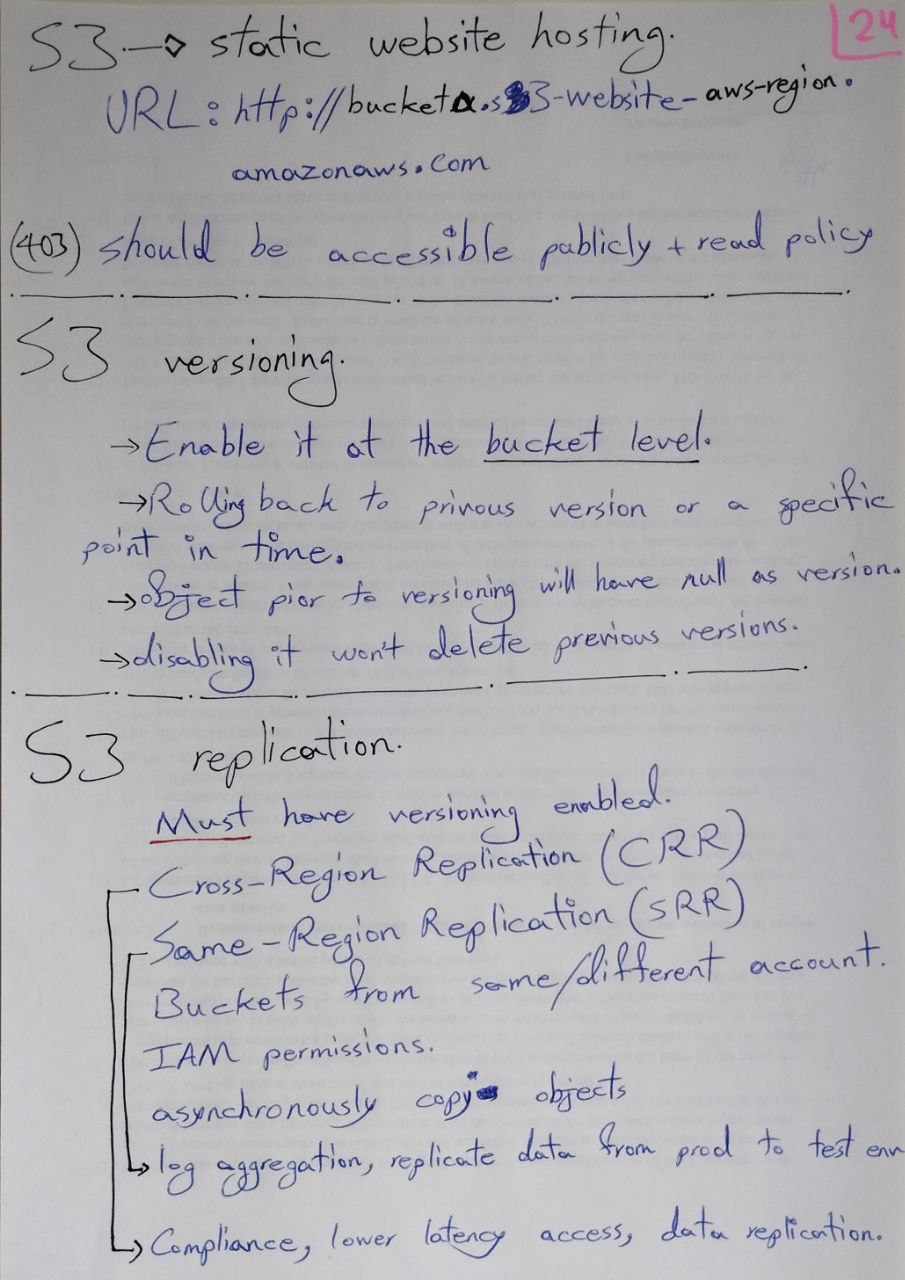 S3 → static website hosting.
24
URL: http://bucket.s3-website-aws-region.
amazonaws.com
(403) should be accessible publicly + read policy
S3 versioning.
→ Enable it at the bucket level.
→ Rolling back to privous version or a specific
point in time.
→ object pior to versioning will have null as version.
→ disabling it won't delete previous versions.
S3 replication.
Must have versioning enabled.
Cross-Region Replication (CRR)
Same-Region Replication (SRR)
Buckets from same/different account.
IAM permissions.
asynchronously copy objects
log aggregation, replicate data from prod to test env
Compliance, lower latency access, data replication.